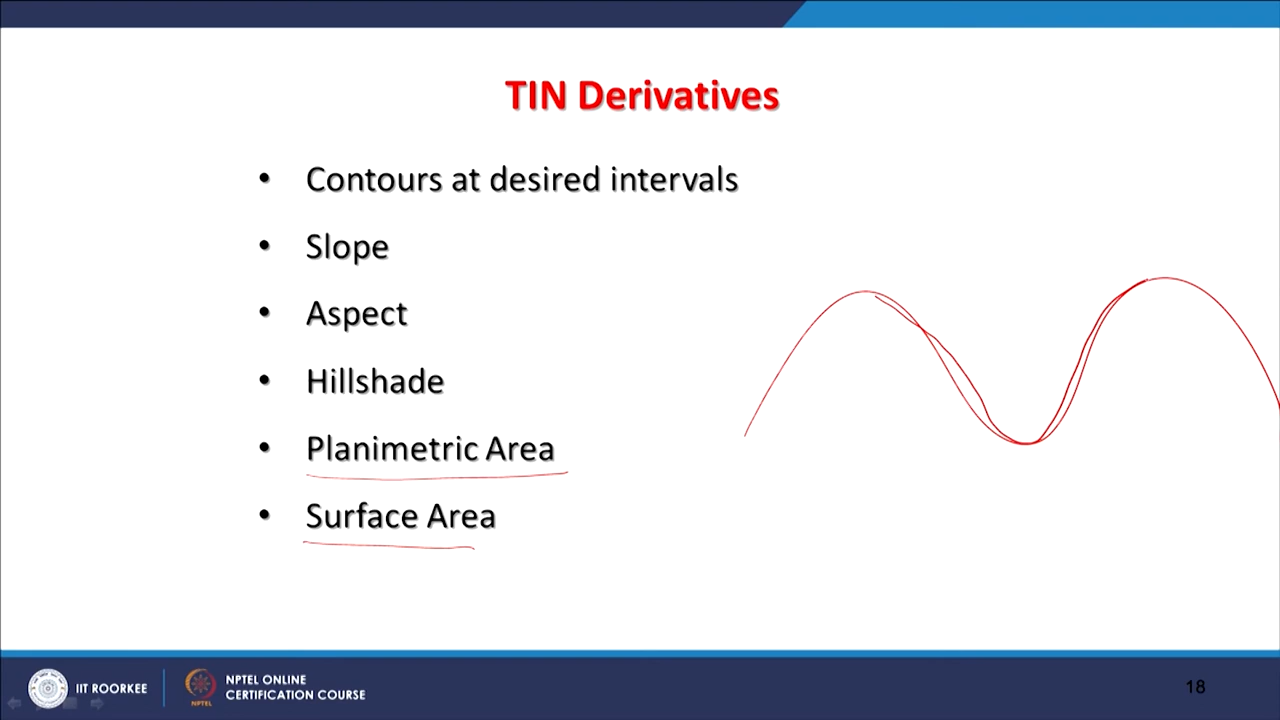 TIN Derivatives
• Contours at desired intervals
• Slope
• Aspect
• Hillshade
• Planimetric Area
• Surface Area
IIT ROORKEE
NPTEL
NPTEL ONLINE
CERTIFICATION COURSE
18